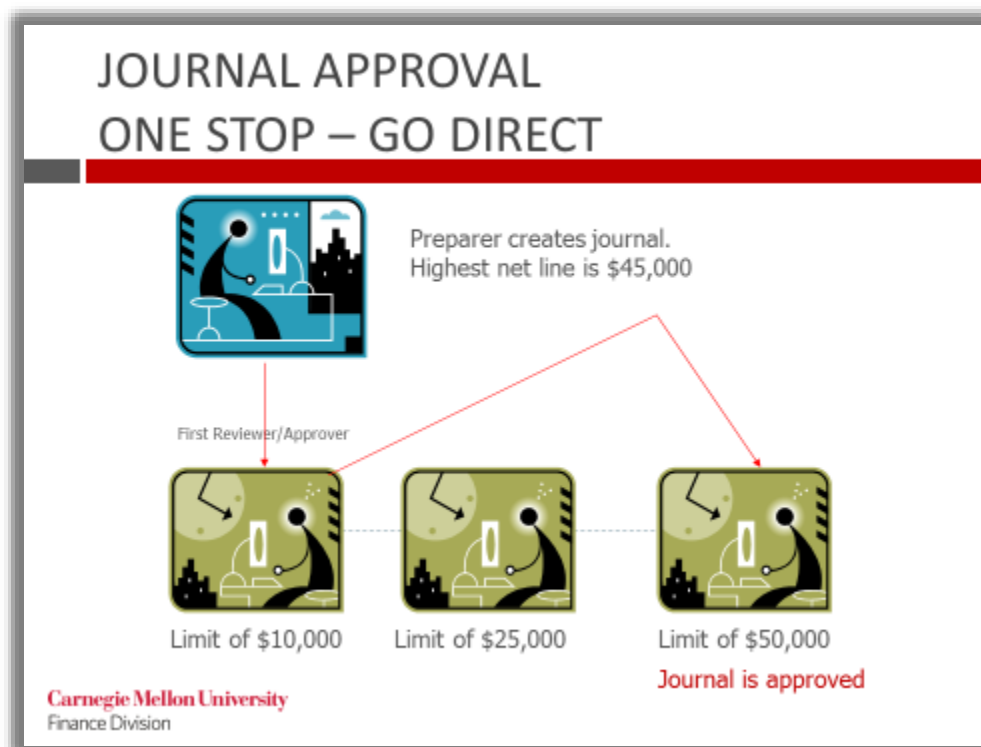 JOURNAL APPROVAL
ONE STOP – GO DIRECT
Preparer creates journal.
Highest net line is $45,000
First Reviewer/Approver
Limit of $10,000
Limit of $25,000
Limit of $50,000
Journal is approved
Carnegie Mellon University
Finance Division